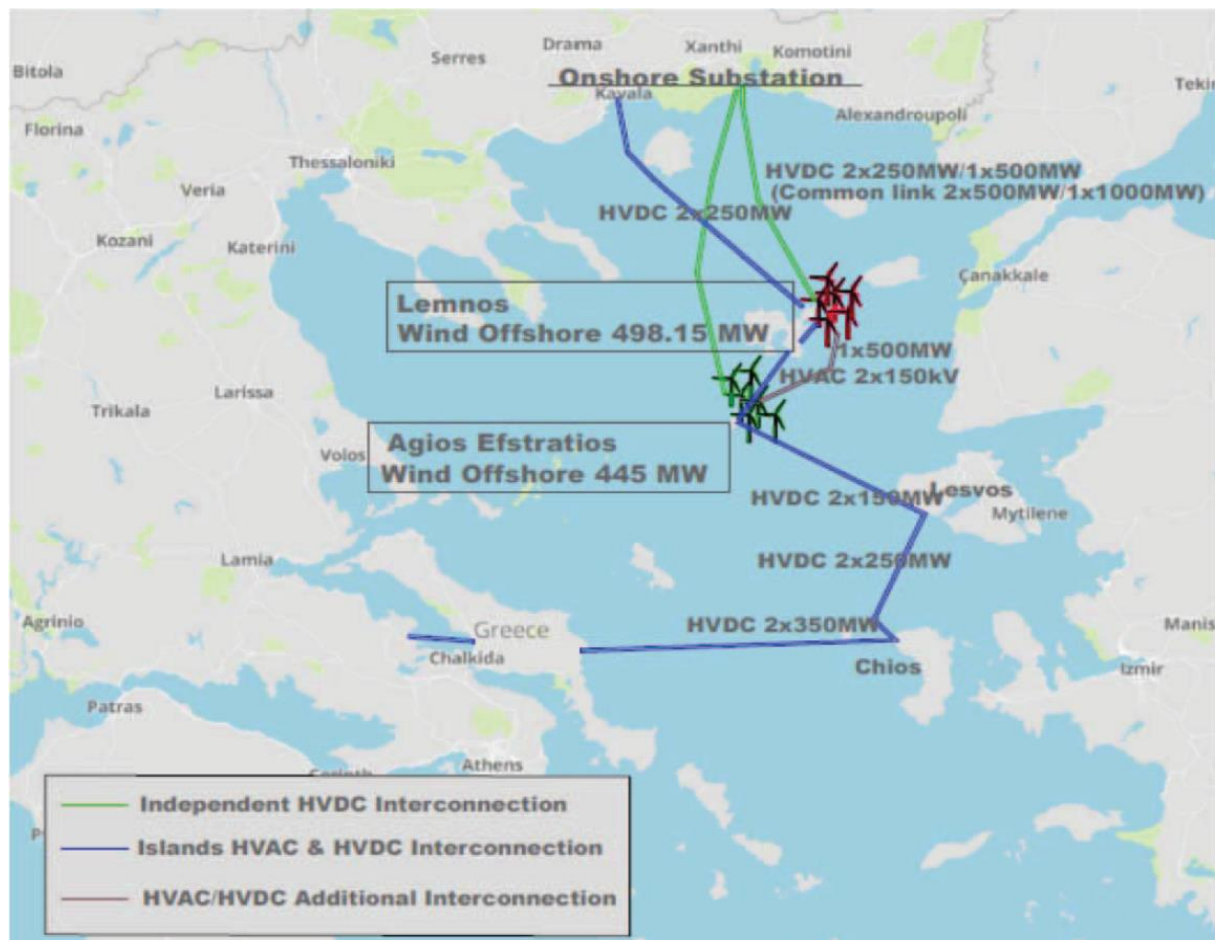 Drama
Xanthi
Komotini
Serres
Bitola
Onshore Substation
Tekir
Kavala
Alexandroupoli
Florina
Thessaloniki
HVDC 2x250MW/1x500MW
(Common link 2x500MW/1x1000MW)
Veria
HVDC 2x250MW
Kozani
Katerini
Çanakkale
Lemnos
Wind Offshore 498.15 MW
1x500MW
HVAC 2x150kV
Larissa
Trikala
Agios Efstratios
Wind Offshore 445 MW
Volos
HVDC 2x150MW
Lesvos
Mytilene
Lamia
HVDC 2x250MW
Agrinio
Greece
HVDC 2x350MW
Manis
Chalkida
Chios
Izmir
Patras
Athens
Corinth
Independent HVDC Interconnection
Islands HVAC & HVDC Interconnection
HVAC/HVDC Additional Interconnection